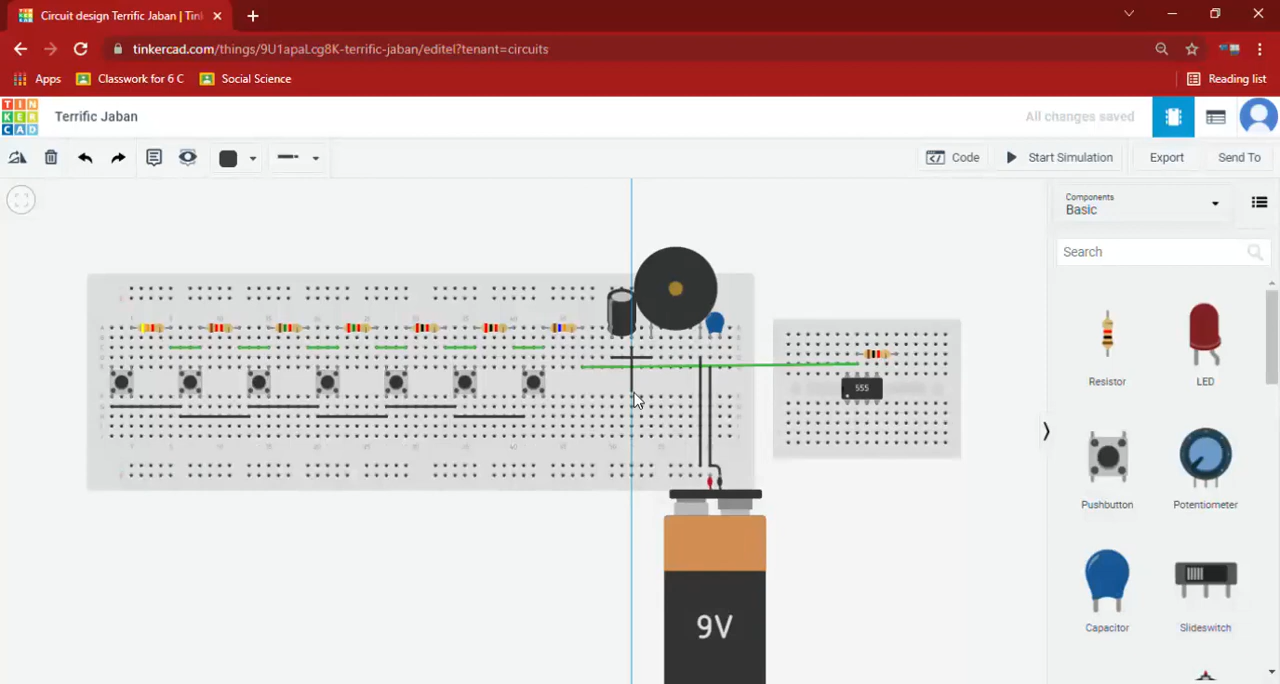 Circuit design Terrific Jaban | Tin
tinkercad.com/things/9U1apaLcg8K-terrific-jaban/editel?tenant=circuits
Apps
Classwork for 6 C
Social Science
Reading list
TIN
KER
CAD
Terrific Jaban
All changes saved
Code
Start Simulation
Export
Send To
Components
Basic
Search
Resistor
LED
Pushbutton
Potentiometer
Capacitor
Slideswitch
555
9V